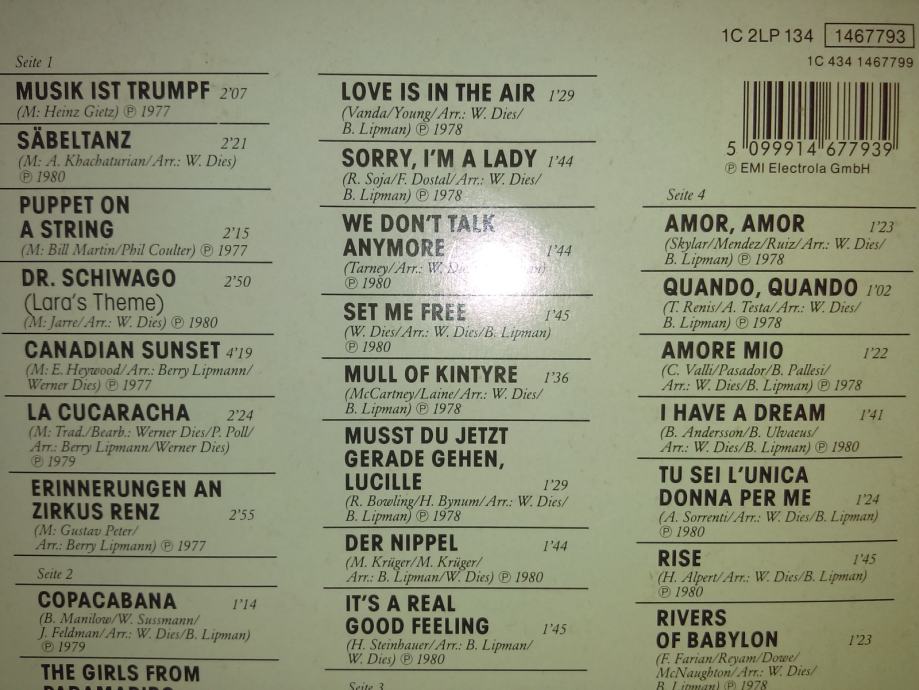 Seite 1
MUSIK IST TRUMPF 2'07
(M: Heinz Gietz) Ⓟ 1977
SÄBELTANZ 2'21
(M: A. Khachaturian/Arr.: W. Dies)
Ⓟ 1980
PUPPET ON
A STRING 2'15
(M: Bill Martin/Phil Coulter) Ⓟ 1977
DR. SCHIWAGO 2'50
(Lara's Theme)
(M: Jarre/Arr.: W. Dies) Ⓟ 1980
CANADIAN SUNSET 4'19
(M: E. Heywood/Arr.: Berry Lipmann/
Werner Dies) Ⓟ 1977
LA CUCARACHA 2'24
(M: Trad./Bearb.: Werner Dies/P. Poll/
Arr.: Berry Lipmann/Werner Dies)
Ⓟ 1979
ERINNERUNGEN AN
ZIRKUS RENZ 2'55
(M: Gustav Peter/
Arr.: Berry Lipmann) Ⓟ 1977
Seite 2
COPACABANA 1'14
(B. Manilow/W. Sussmann/
J. Feldman/Arr.: W. Dies/B. Lipman)
Ⓟ 1979
THE GIRLS FROM
LOVE IS IN THE AIR 1'29
(Vanda/Young/Arr.: W. Dies/
B. Lipman) Ⓟ 1978
SORRY, I'M A LADY 1'44
(R. Soja/F. Dostal/Arr.: W. Dies/
B. Lipman) Ⓟ 1978
WE DON'T TALK
ANYMORE 1'44
(Tarney/Arr.: W.
Ⓟ 1980
SET ME FREE 1'45
(W. Dies/Arr.: W. Dies/B. Lipman)
Ⓟ 1980
MULL OF KINTYRE 1'36
(McCartney/Laine/Arr.: W. Dies/
B. Lipman) Ⓟ 1978
MUSST DU JETZT
GERADE GEHEN,
LUCILLE 1'29
(R. Bowling/H. Bynum/Arr.: W. Dies/
B. Lipman) Ⓟ 1978
DER NIPPEL 1'44
(M. Krüger/M. Krüger/
Arr.: B. Lipman/W. Dies) Ⓟ 1980
IT'S A REAL
GOOD FEELING 1'45
(H. Steinhauer/Arr.: B. Lipman/
W. Dies) Ⓟ 1980
Seite 3
1C 2LP 134 1467793
1C 434 1467799
5 099914 677939
Ⓟ EMI Electrola GmbH
Seite 4
AMOR, AMOR 1'23
(Skylar/Mendez/Ruiz/Arr.: W. Dies/
B. Lipman) Ⓟ 1978
QUANDO, QUANDO 1'02
(T. Renis/A. Testa/Arr.: W. Dies/
B. Lipman) Ⓟ 1978
AMORE MIO 1'22
(C. Valli/Pasador/B. Pallesi/
Arr.: W. Dies/B. Lipman) Ⓟ 1978
I HAVE A DREAM 1'41
(B. Andersson/B. Ulvaeus/
Arr.: W. Dies/B. Lipman) Ⓟ 1980
TU SEI L'UNICA
DONNA PER ME 1'24
(A. Sorrenti/Arr.: W. Dies/B. Lipman)
Ⓟ 1980
RISE 1'45
(H. Alpert/Arr.: W. Dies/B. Lipman)
Ⓟ 1980
RIVERS
OF BABYLON 1'23
(F. Farian/Reyam/Dowe/
McNaughton/Arr.: W. Dies/
B. Lipman) Ⓟ 1978